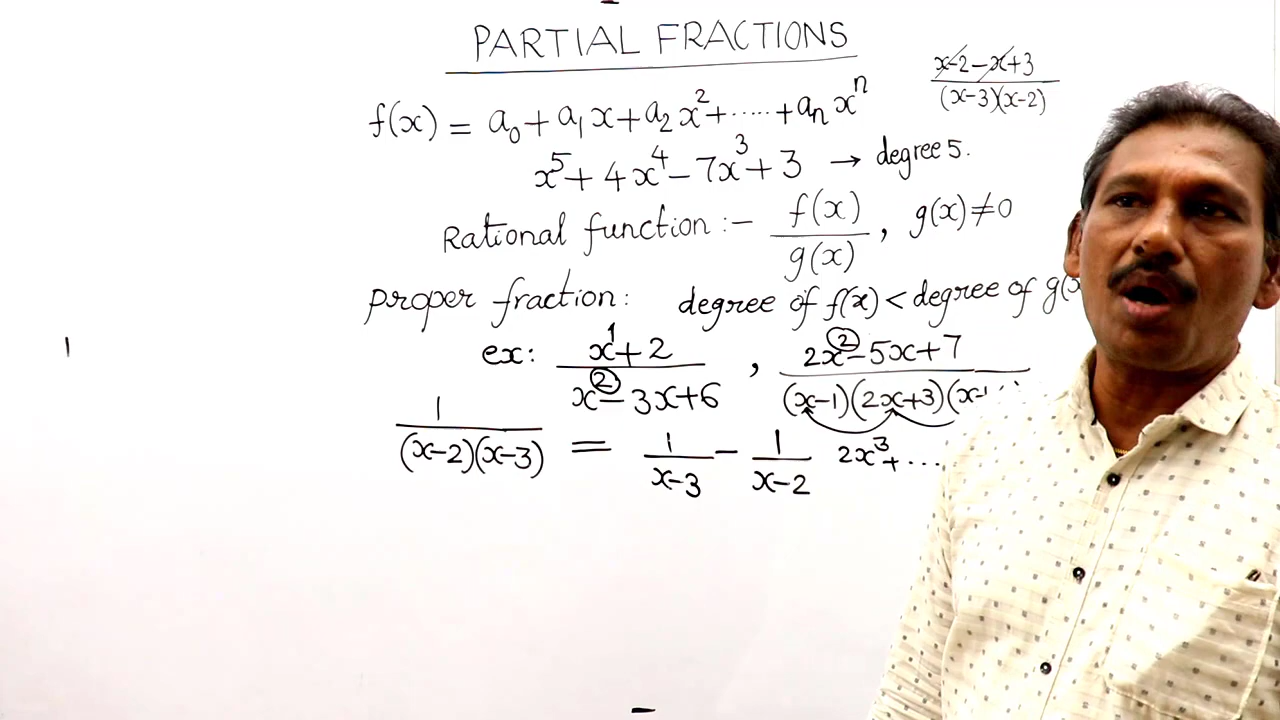 PARTIAL FRACTIONS
x-2-x+3
(x-3)(x-2)
f(x) = a₀+a₁x+a₂x²+.....+aₙxⁿ
x⁵+4x⁴-7x³+3 → degree 5.
Rational function :- f(x)/g(x), g(x)≠0
Proper fraction: degree of f(x) < degree of
ex: x¹+2 / x²-3x+6 , 2x²-5x+7 / (x-1)(2x+3)
1/(x-2)(x-3) = 1/x-3 - 1/x-2 2x³+...